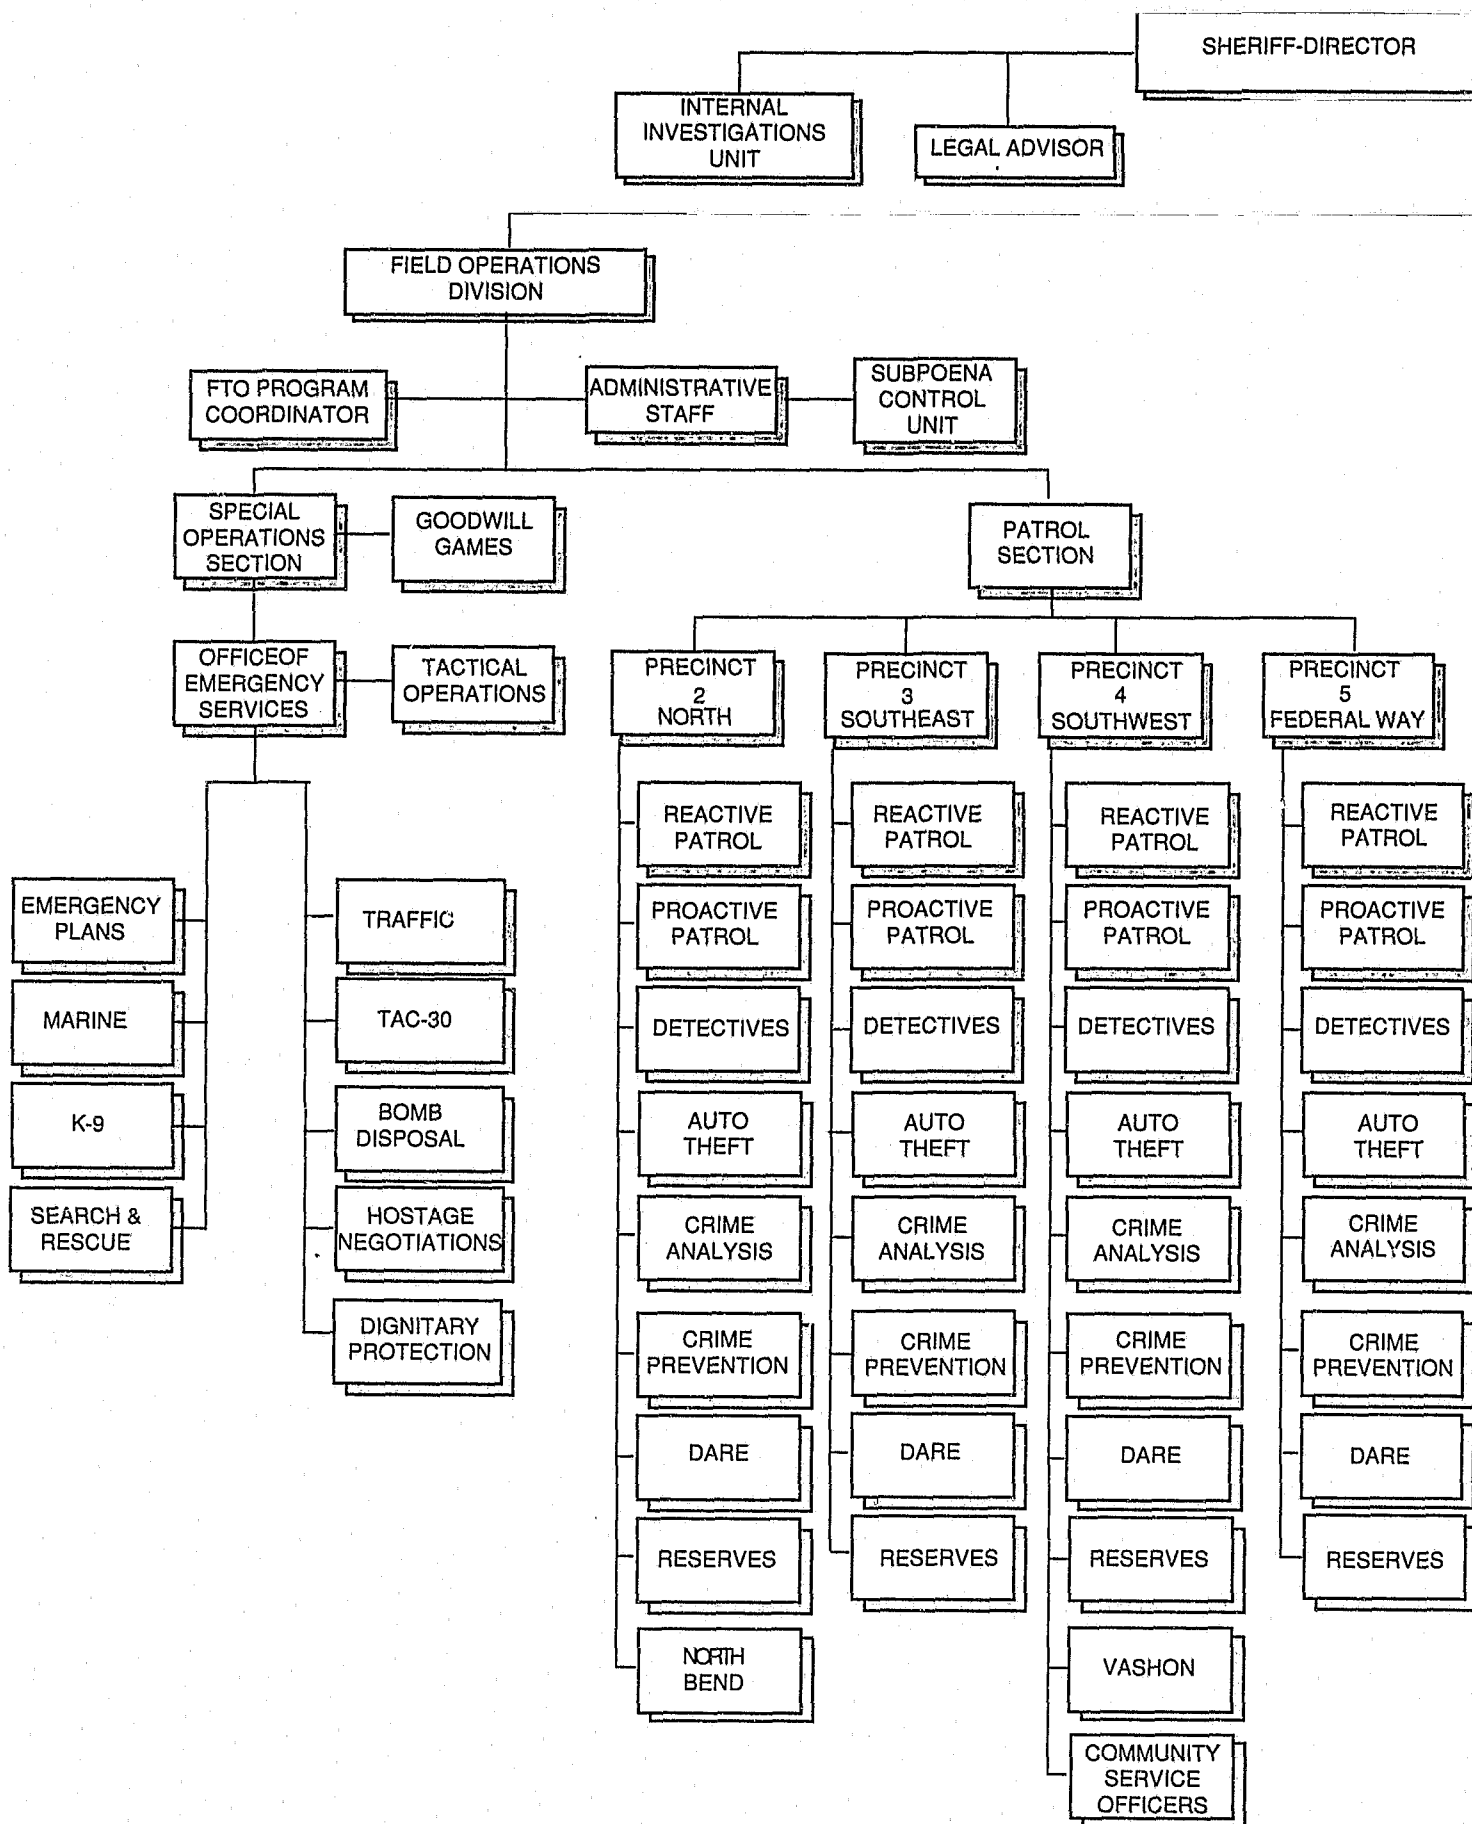 SHERIFF-DIRECTOR
INTERNAL
INVESTIGATIONS
UNIT
LEGAL ADVISOR
FIELD OPERATIONS
DIVISION
FTO PROGRAM
COORDINATOR
ADMINISTRATIVE
STAFF
SUBPOENA
CONTROL
UNIT
SPECIAL
OPERATIONS
SECTION
GOODWILL
GAMES
PATROL
SECTION
OFFICEOF
EMERGENCY
SERVICES
TACTICAL
OPERATIONS
EMERGENCY
PLANS
MARINE
K-9
SEARCH &
RESCUE
TRAFFIC
TAC-30
BOMB
DISPOSAL
HOSTAGE
NEGOTIATIONS
DIGNITARY
PROTECTION
PRECINCT
2
NORTH
REACTIVE
PATROL
PROACTIVE
PATROL
DETECTIVES
AUTO
THEFT
CRIME
ANALYSIS
CRIME
PREVENTION
DARE
RESERVES
NORTH
BEND
PRECINCT
3
SOUTHEAST
REACTIVE
PATROL
PROACTIVE
PATROL
DETECTIVES
AUTO
THEFT
CRIME
ANALYSIS
CRIME
PREVENTION
DARE
RESERVES
PRECINCT
4
SOUTHWEST
REACTIVE
PATROL
PROACTIVE
PATROL
DETECTIVES
AUTO
THEFT
CRIME
ANALYSIS
CRIME
PREVENTION
DARE
RESERVES
VASHON
COMMUNITY
SERVICE
OFFICERS
PRECINCT
5
FEDERAL WAY
REACTIVE
PATROL
PROACTIVE
PATROL
DETECTIVES
AUTO
THEFT
CRIME
ANALYSIS
CRIME
PREVENTION
DARE
RESERVES